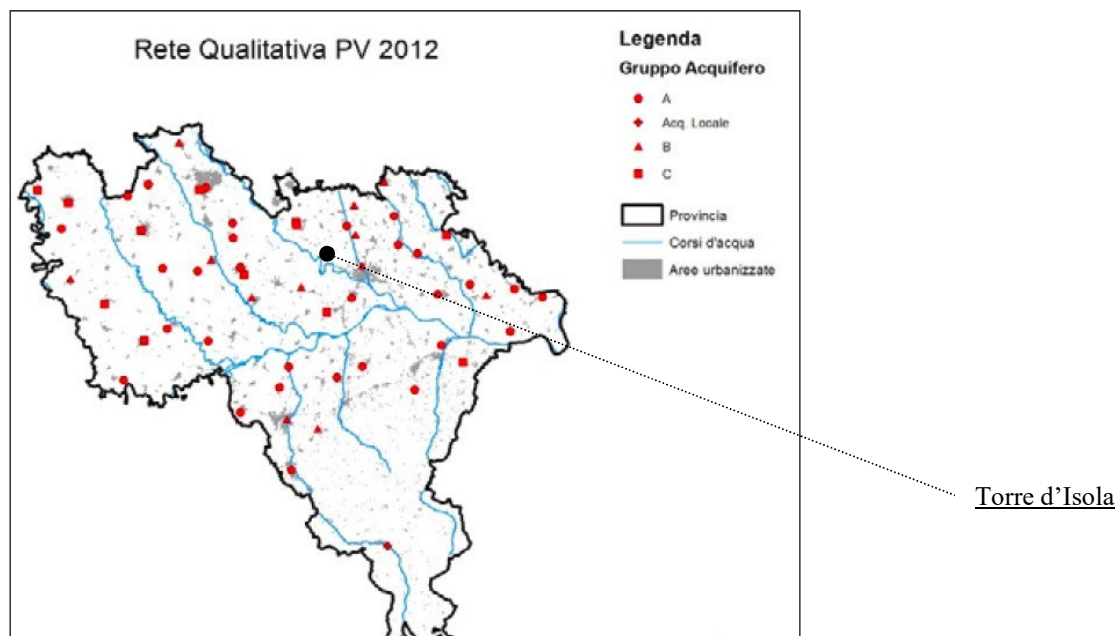 Rete Qualitativa PV 2012
Legenda
Gruppo Acquifero
A
Acq. Locale
B
C
Provincia
Corsi d'acqua
Aree urbanizzate
Torre d’Isola